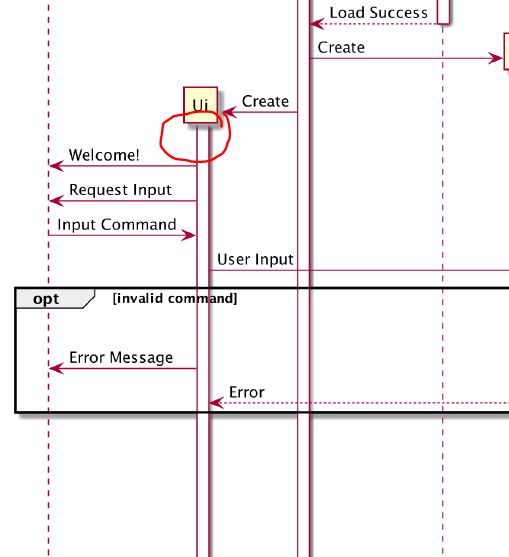 Load Success
Create
Ui
Create
Welcome!
Request Input
Input Command
User Input
opt
[invalid command]
Error Message
Error